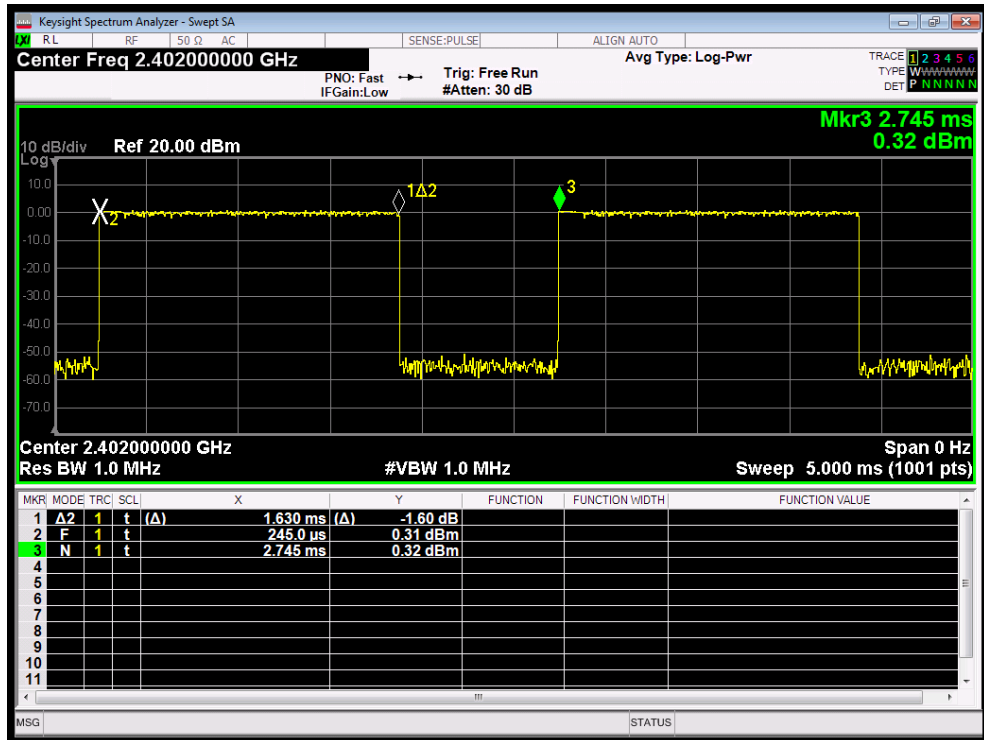 Keysight Spectrum Analyzer - Swept SA
LXI RL RF 50 Ω AC SENSE:PULSE ALIGN AUTO
Center Freq 2.402000000 GHz
PNO: Fast
IFGain:Low
Trig: Free Run
#Atten: 30 dB
Avg Type: Log-Pwr
TRACE 1 2 3 4 5 6
TYPE WWWWWW
DET P N N N N N
Mkr3 2.745 ms
0.32 dBm
10 dB/div Ref 20.00 dBm
Log
10.0
0.00
-10.0
-20.0
-30.0
-40.0
-50.0
-60.0
-70.0
2
1Δ2
3
Center 2.402000000 GHz Span 0 Hz
Res BW 1.0 MHz #VBW 1.0 MHz Sweep 5.000 ms (1001 pts)
MKR MODE TRC SCL X Y FUNCTION FUNCTION WIDTH FUNCTION VALUE
1 Δ2 1 t (Δ) 1.630 ms (Δ) -1.60 dB
2 F 1 t 245.0 µs 0.31 dBm
3 N 1 t 2.745 ms 0.32 dBm
4
5
6
7
8
9
10
11
MSG STATUS